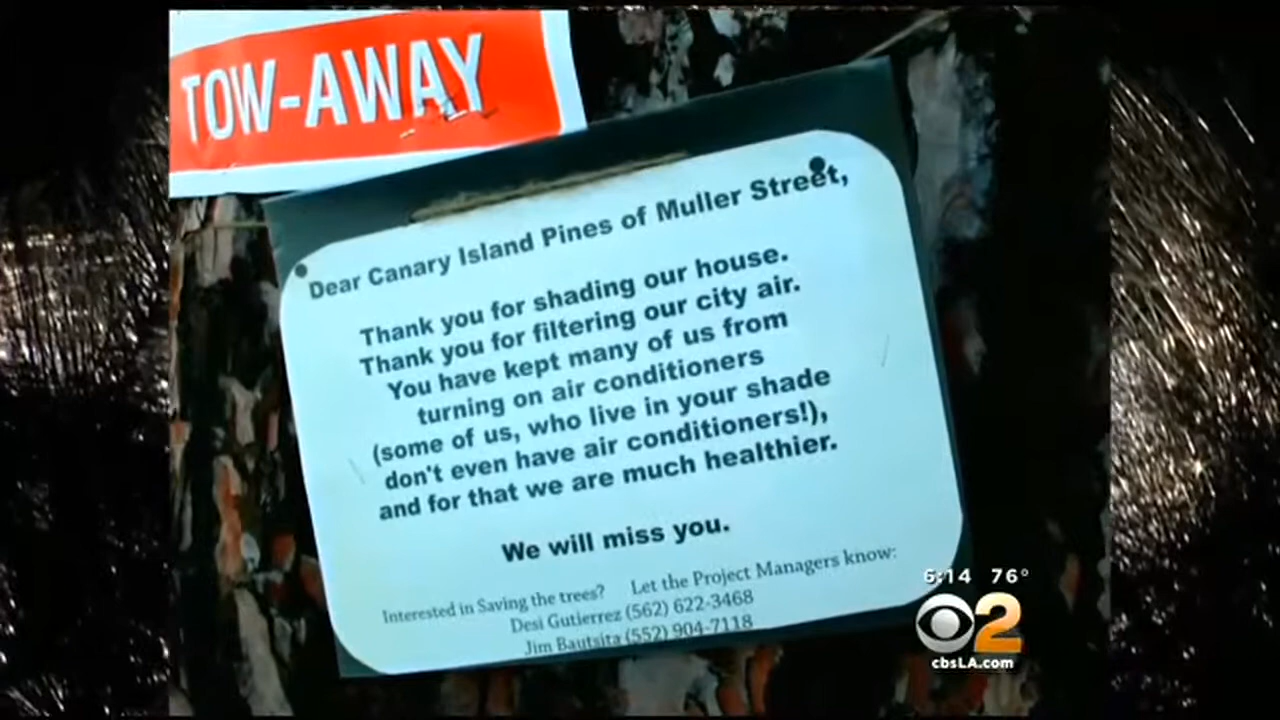 TOW-AWAY
Dear Canary Island Pines of Muller Street,
Thank you for shading our house.
Thank you for filtering our city air.
You have kept many of us from
turning on air conditioners
(some of us, who live in your shade
don't even have air conditioners!),
and for that we are much healthier.
We will miss you.
Interested in Saving the trees? Let the Project Managers know:
Desi Gutierrez (562) 622-3468
Jim Bautsita (552) 904-7118
6:14 76°
2
cbsLA.com